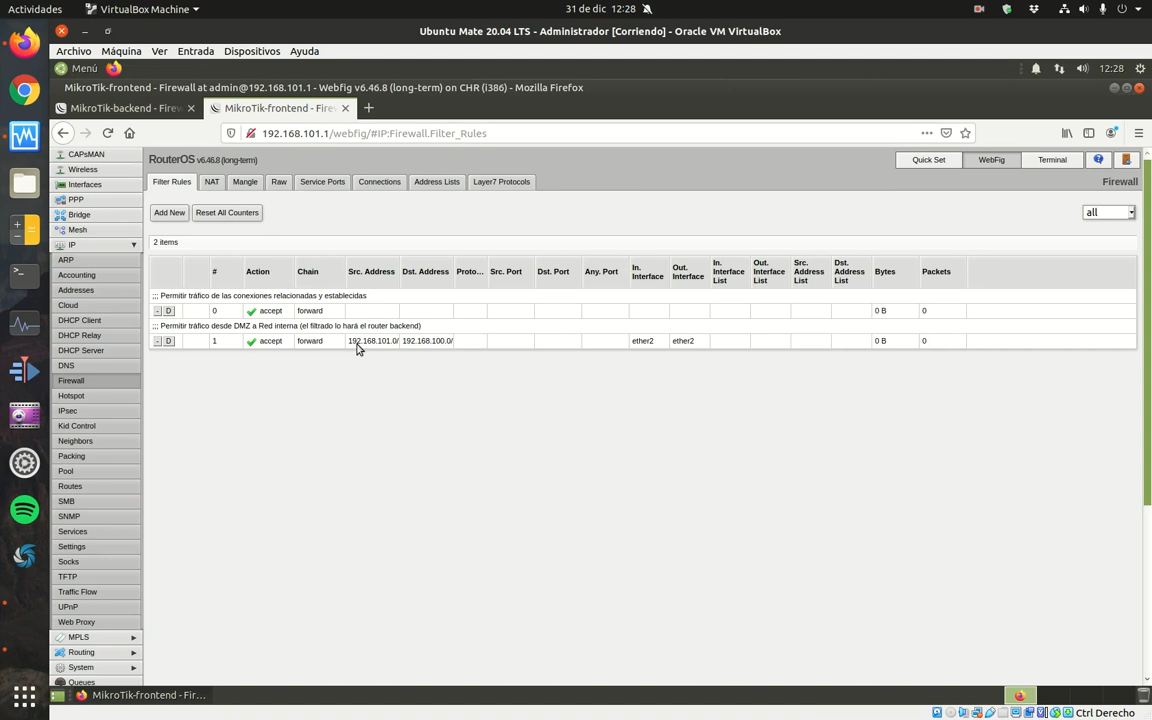 Actividades
VirtualBox Machine
31 de dic 12:28
Ubuntu Mate 20.04 LTS - Administrador [Corriendo] - Oracle VM VirtualBox
Archivo Máquina Ver Entrada Dispositivos Ayuda
Menú
12:28
MikroTik-frontend - Firewall at admin@192.168.101.1 - Webfig v6.46.8 (long-term) on CHR (i386) - Mozilla Firefox
MikroTik-backend - Firew
MikroTik-frontend - Fire
192.168.101.1/webfig/#IP:Firewall.Filter_Rules
CAPsMAN
Wireless
Interfaces
PPP
Bridge
Mesh
IP
ARP
Accounting
Addresses
Cloud
DHCP Client
DHCP Relay
DHCP Server
DNS
Firewall
Hotspot
IPsec
Kid Control
Neighbors
Packing
Pool
Routes
SMB
SNMP
Services
Settings
Socks
TFTP
Traffic Flow
UPnP
Web Proxy
MPLS
Routing
System
Queues
RouterOS v6.46.8 (long-term)
Quick Set WebFig Terminal
Filter Rules NAT Mangle Raw Service Ports Connections Address Lists Layer7 Protocols
Firewall
Add New Reset All Counters
all
2 items
# Action Chain Src. Address Dst. Address Proto... Src. Port Dst. Port Any. Port In. Interface Out. Interface In. Interface List Out. Interface List Src. Address List Dst. Address List Bytes Packets
;;; Permitir tráfico de las conexiones relacionadas y establecidas
- D 0 accept forward 0 B 0
;;; Permitir tráfico desde DMZ a Red interna (el filtrado lo hará el router backend)
- D 1 accept forward 192.168.101.0/ 192.168.100.0/ ether2 ether2 0 B 0
MikroTik-frontend - Fir...
Ctrl Derecho